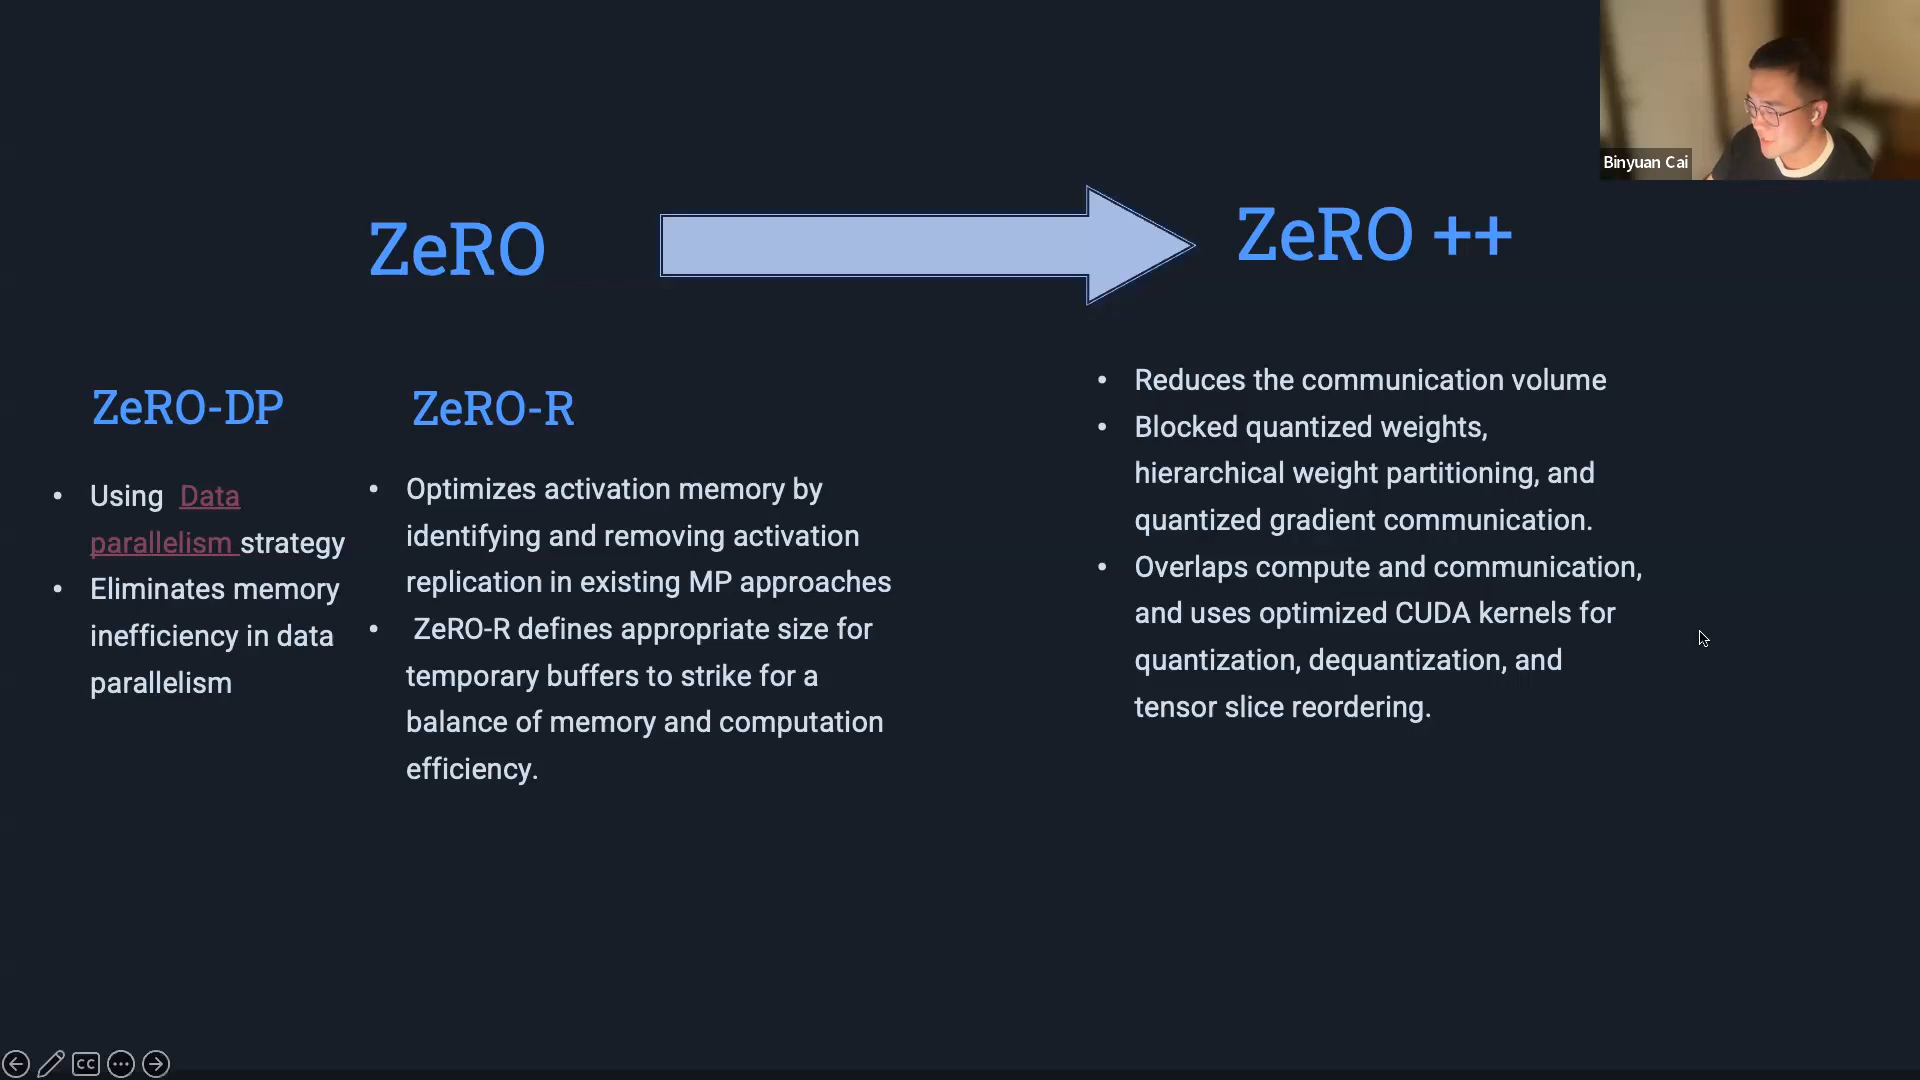 Binyuan Cai
ZeRO
ZeRO ++
ZeRO-DP
• Using Data
parallelism strategy
• Eliminates memory
inefficiency in data
parallelism
ZeRO-R
• Optimizes activation memory by
identifying and removing activation
replication in existing MP approaches
• ZeRO-R defines appropriate size for
temporary buffers to strike for a
balance of memory and computation
efficiency.
• Reduces the communication volume
• Blocked quantized weights,
hierarchical weight partitioning, and
quantized gradient communication.
• Overlaps compute and communication,
and uses optimized CUDA kernels for
quantization, dequantization, and
tensor slice reordering.
CC